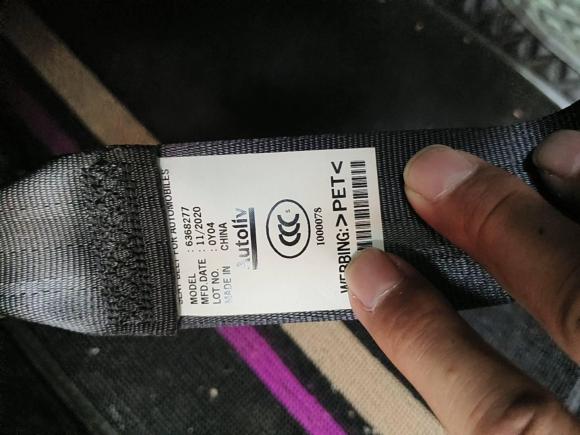 SEAT BELT FOR AUTOMOBILES
MODEL : 6368277
MFD.DATE : 11/2020
LOT NO. : 0Y04
MADE IN CHINA
Autoliv
CCC S
1000078
WEBBING:>PET<